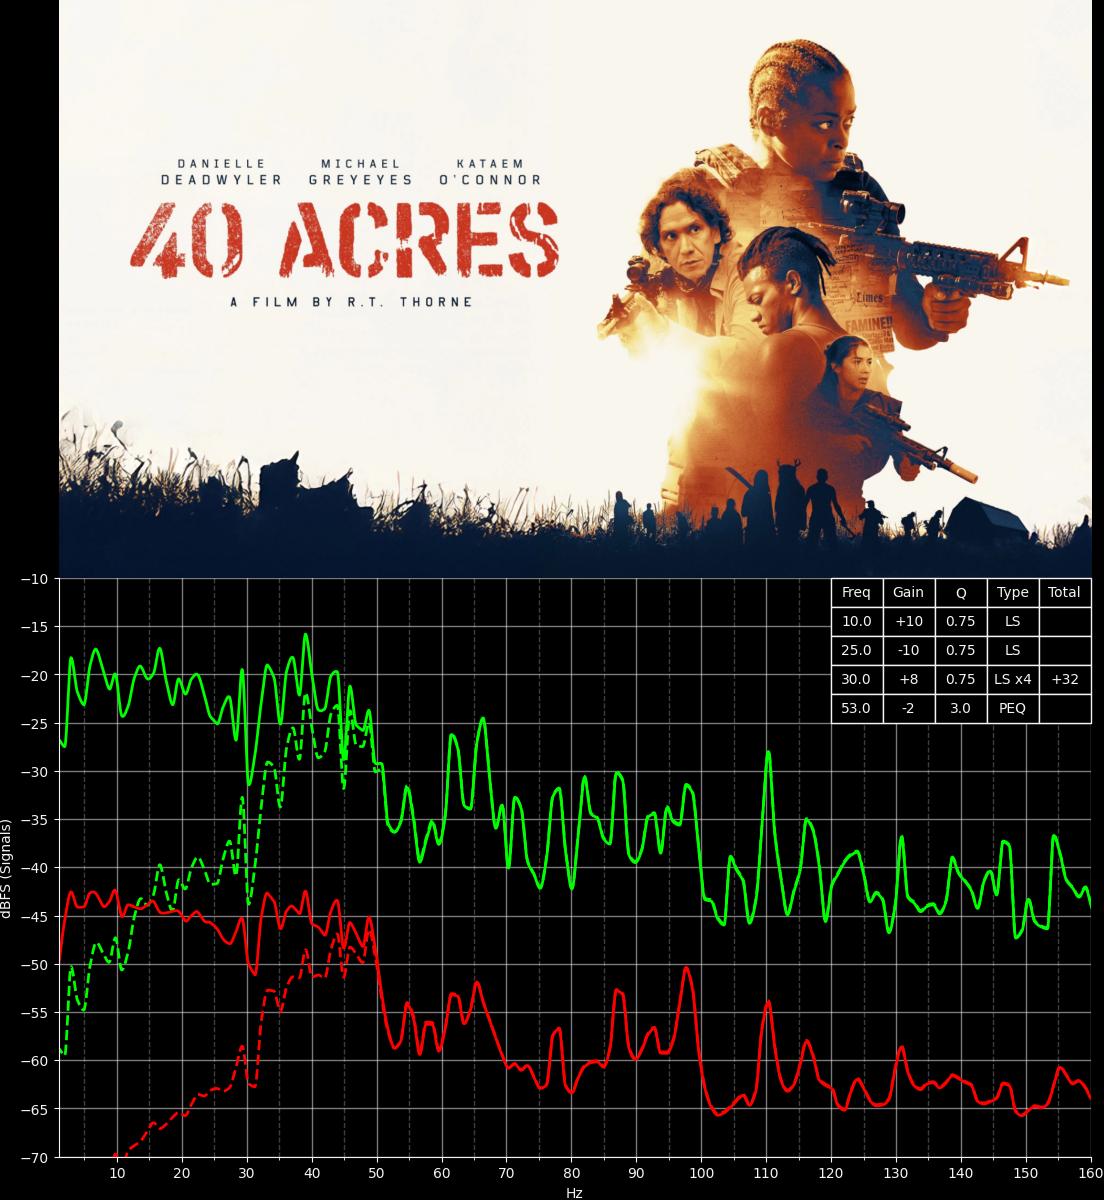 DANIELLE MICHAEL KATAEM
DEADWYLER GREYEYES O'CONNOR
40 ACRES
A FILM BY R.T. THORNE
Limes
FAMINE!!
−10
−15
−20
−25
−30
−35
−40
−45
−50
−55
−60
−65
−70
dBFS (Signals)
Freq Gain Q Type Total
10.0 +10 0.75 LS
25.0 -10 0.75 LS
30.0 +8 0.75 LS x4 +32
53.0 -2 3.0 PEQ
10 20 30 40 50 60 70 80 90 100 110 120 130 140 150 160
Hz